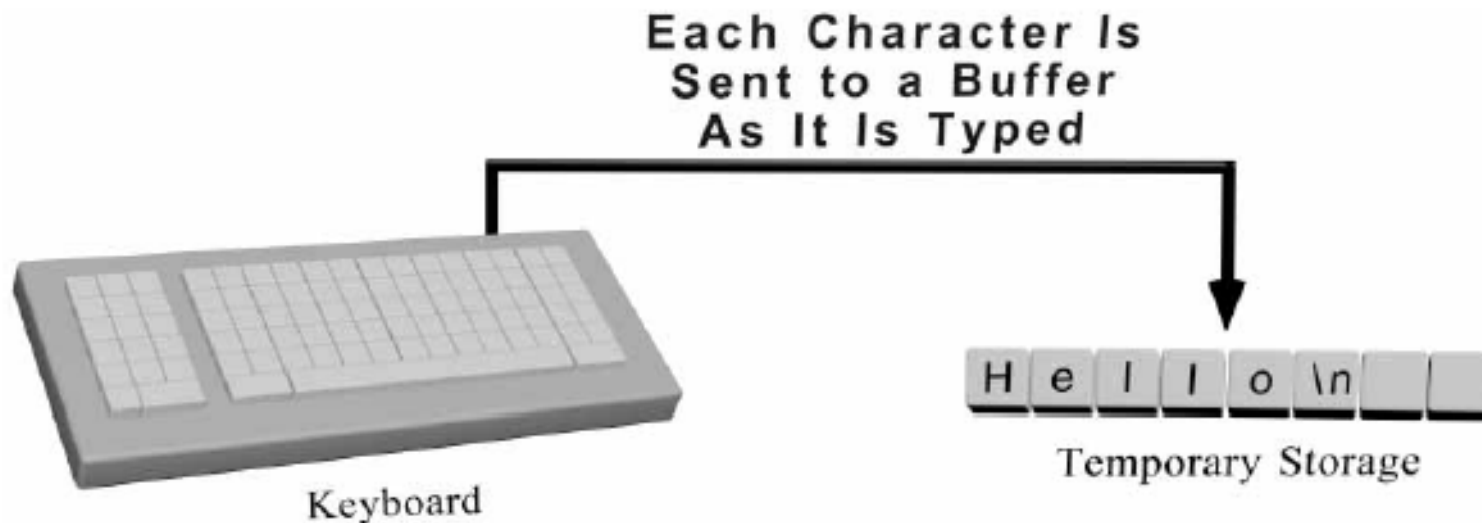 Each Character Is
Sent to a Buffer
As It Is Typed
H e l l o \n
Temporary Storage
Keyboard